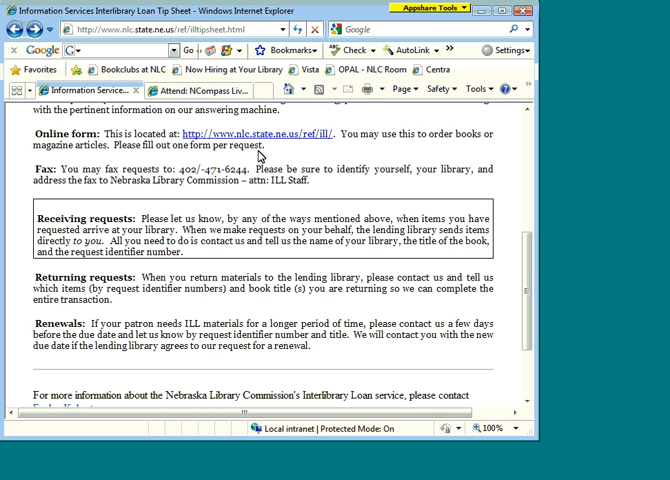 Information Services Interlibrary Loan Tip Sheet - Windows Internet Explorer
Appshare Tools
http://www.nlc.state.ne.us/ref/illtipsheet.html
Google
Google
Go
Bookmarks
Check
AutoLink
Settings
Favorites
Bookclubs at NLC
Now Hiring at Your Library
Vista
OPAL - NLC Room
Centra
Information Service...
Attend: NCompass Liv...
Page
Safety
Tools
with the pertinent information on our answering machine.
Online form: This is located at: http://www.nlc.state.ne.us/ref/ill/. You may use this to order books or
magazine articles. Please fill out one form per request.
Fax: You may fax requests to: 402/-471-6244. Please be sure to identify yourself, your library, and
address the fax to Nebraska Library Commission – attn: ILL Staff.
Receiving requests: Please let us know, by any of the ways mentioned above, when items you have
requested arrive at your library. When we make requests on your behalf, the lending library sends items
directly to you. All you need to do is contact us and tell us the name of your library, the title of the book,
and the request identifier number.
Returning requests: When you return materials to the lending library, please contact us and tell us
which items (by request identifier numbers) and book title (s) you are returning so we can complete the
entire transaction.
Renewals: If your patron needs ILL materials for a longer period of time, please contact us a few days
before the due date and let us know by request identifier number and title. We will contact you with the new
due date if the lending library agrees to our request for a renewal.
For more information about the Nebraska Library Commission's Interlibrary Loan service, please contact
Local intranet | Protected Mode: On
100%